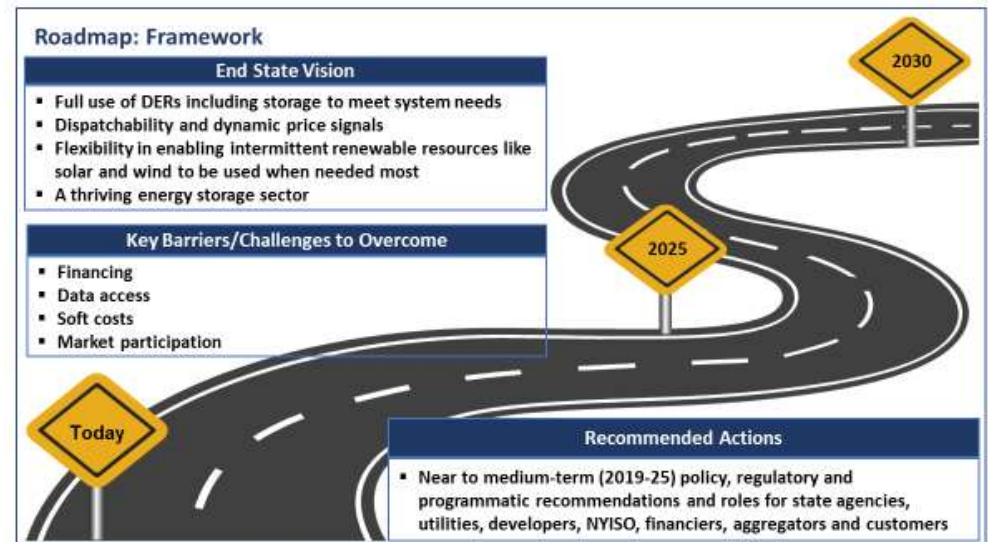 Roadmap: Framework
End State Vision
▪ Full use of DERs including storage to meet system needs
▪ Dispatchability and dynamic price signals
▪ Flexibility in enabling intermittent renewable resources like
solar and wind to be used when needed most
▪ A thriving energy storage sector
Key Barriers/Challenges to Overcome
▪ Financing
▪ Data access
▪ Soft costs
▪ Market participation
2030
2025
Today
Recommended Actions
▪ Near to medium-term (2019-25) policy, regulatory and
programmatic recommendations and roles for state agencies,
utilities, developers, NYISO, financiers, aggregators and customers